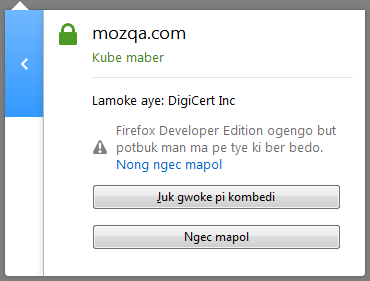 mozqa.com
Kube maber
Lamoke aye: DigiCert Inc
Firefox Developer Edition ogengo but
potbuk man ma pe tye ki ber bedo.
Nong ngec mapol
Juk gwoke pi kombedi
Ngec mapol